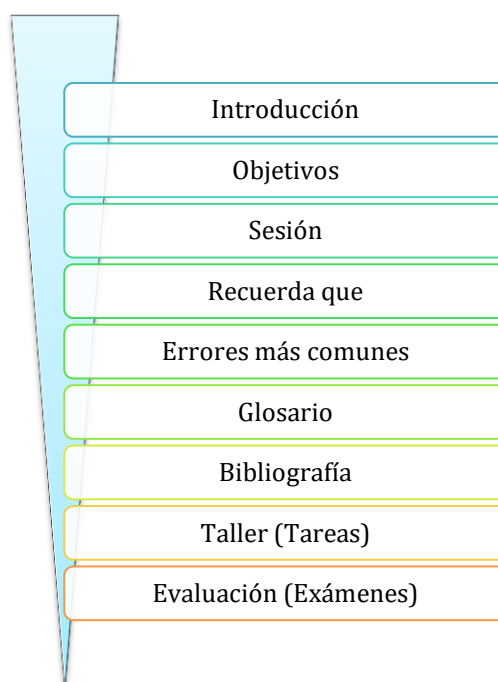 Introducción
Objetivos
Sesión
Recuerda que
Errores más comunes
Glosario
Bibliografía
Taller (Tareas)
Evaluación (Exámenes)